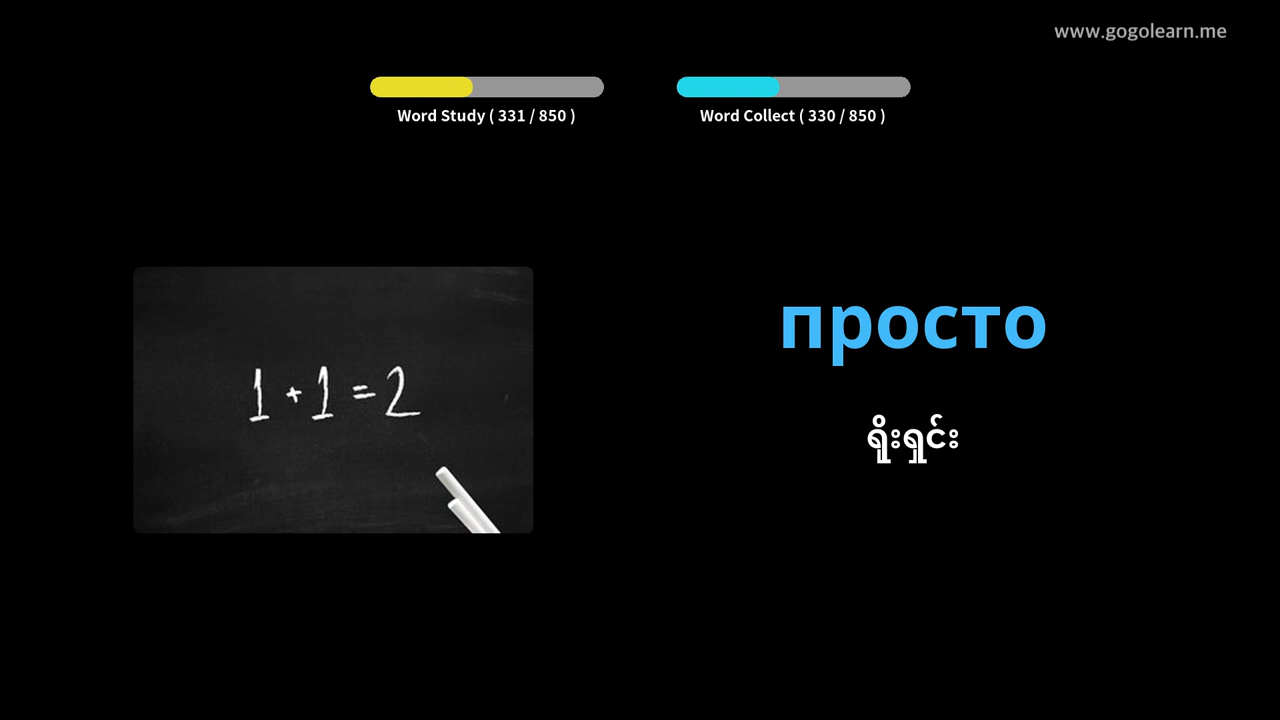 www.gogolearn.me
Word Study ( 331 / 850 )
Word Collect ( 330 / 850 )
1 + 1 = 2
просто
ရိုးရှင်း